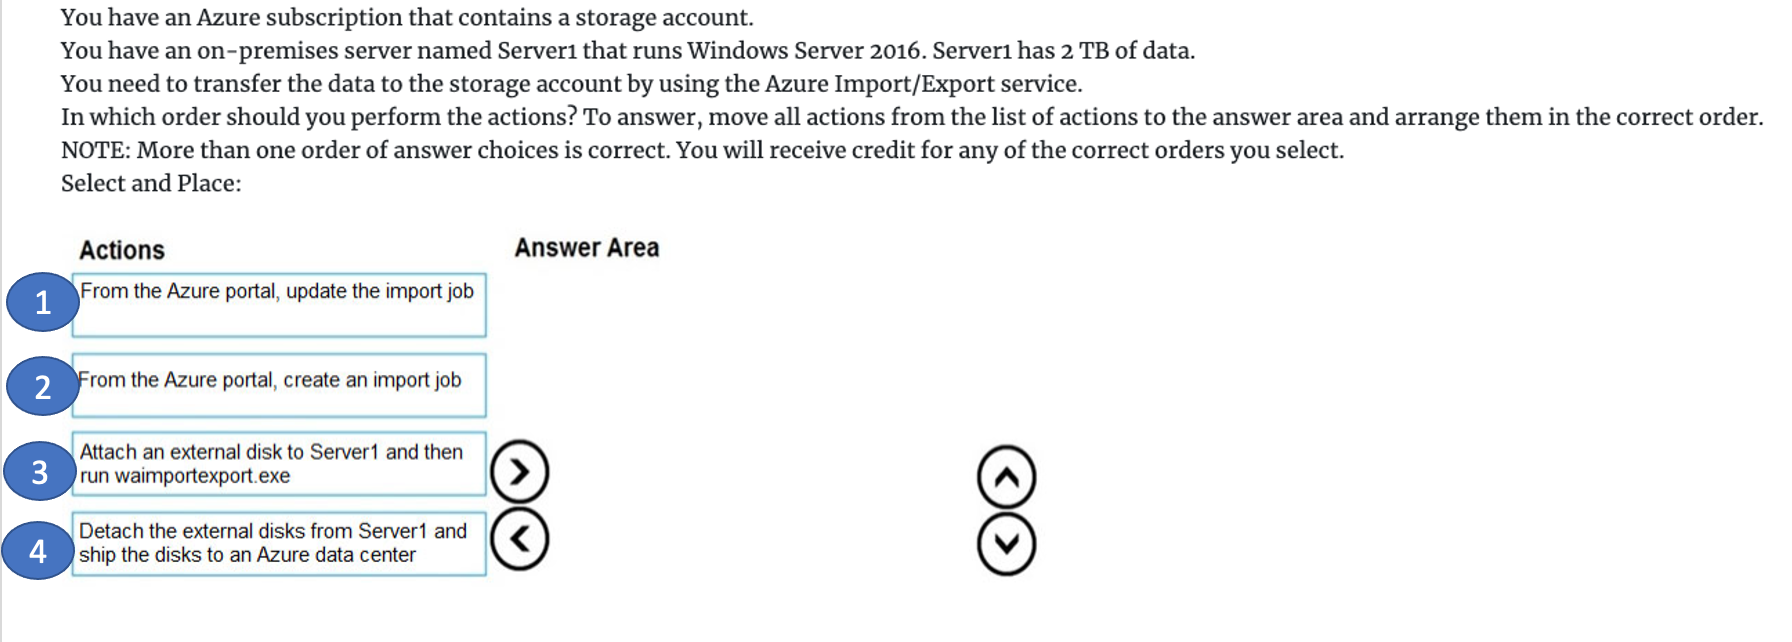 You have an Azure subscription that contains a storage account.
You have an on-premises server named Server1 that runs Windows Server 2016. Server1 has 2 TB of data.
You need to transfer the data to the storage account by using the Azure Import/Export service.
In which order should you perform the actions? To answer, move all actions from the list of actions to the answer area and arrange them in the correct order.
NOTE: More than one order of answer choices is correct. You will receive credit for any of the correct orders you select.
Select and Place:
Actions
Answer Area
1
From the Azure portal, update the import job
2
From the Azure portal, create an import job
3
Attach an external disk to Server1 and then
run waimportexport.exe
4
Detach the external disks from Server1 and
ship the disks to an Azure data center